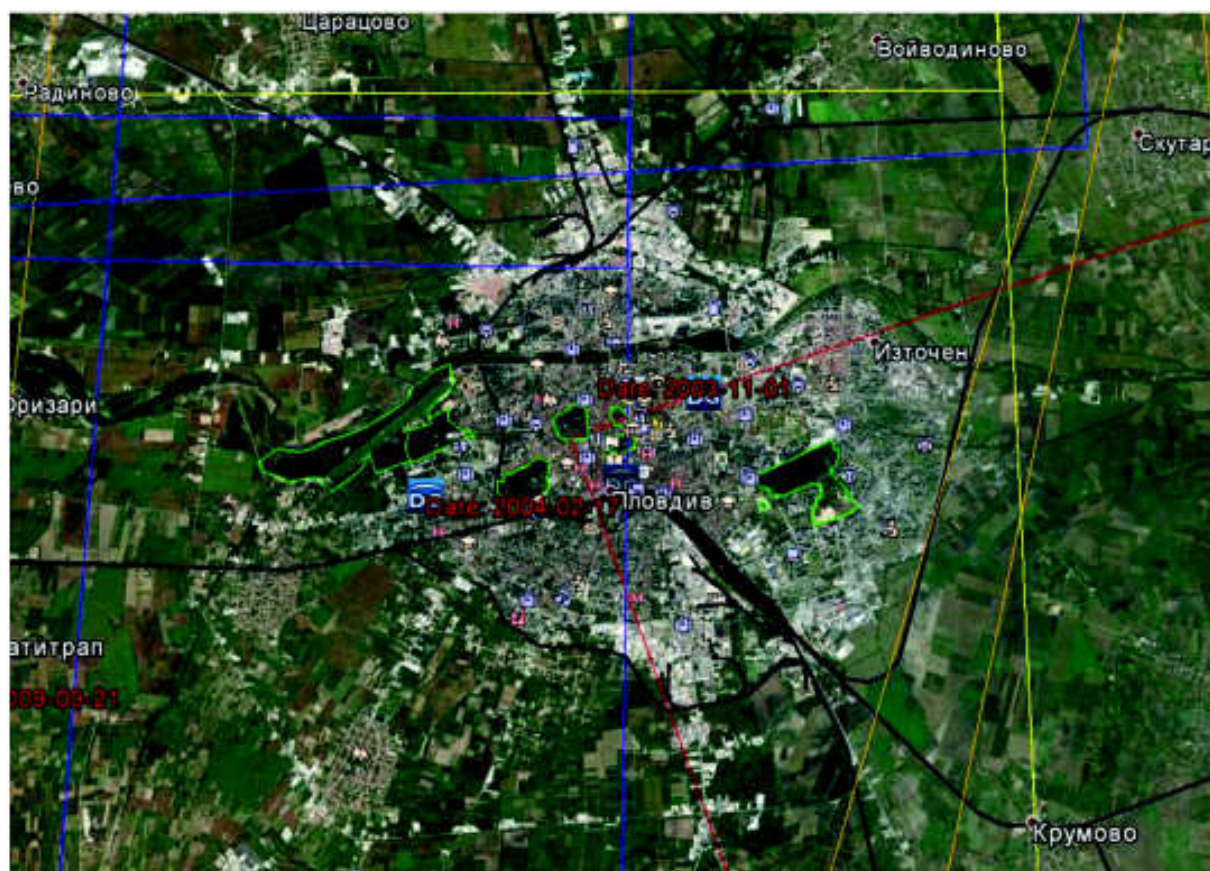 Царацово
Войводиново
Радиново
Скутар
ово
Източен
Date: 2003-11-01
Оризари
Пловдив
Date: 2004-02-17
атитрап
009-09-21
Крумово